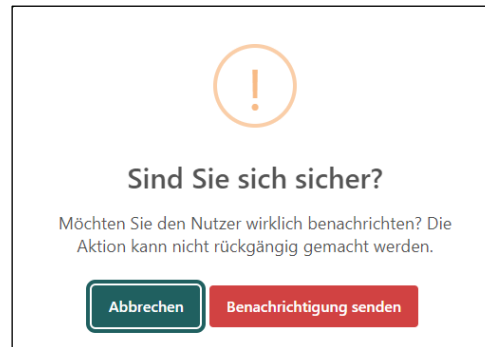 !
Sind Sie sich sicher?
Möchten Sie den Nutzer wirklich benachrichten? Die
Aktion kann nicht rückgängig gemacht werden.
Abbrechen
Benachrichtigung senden